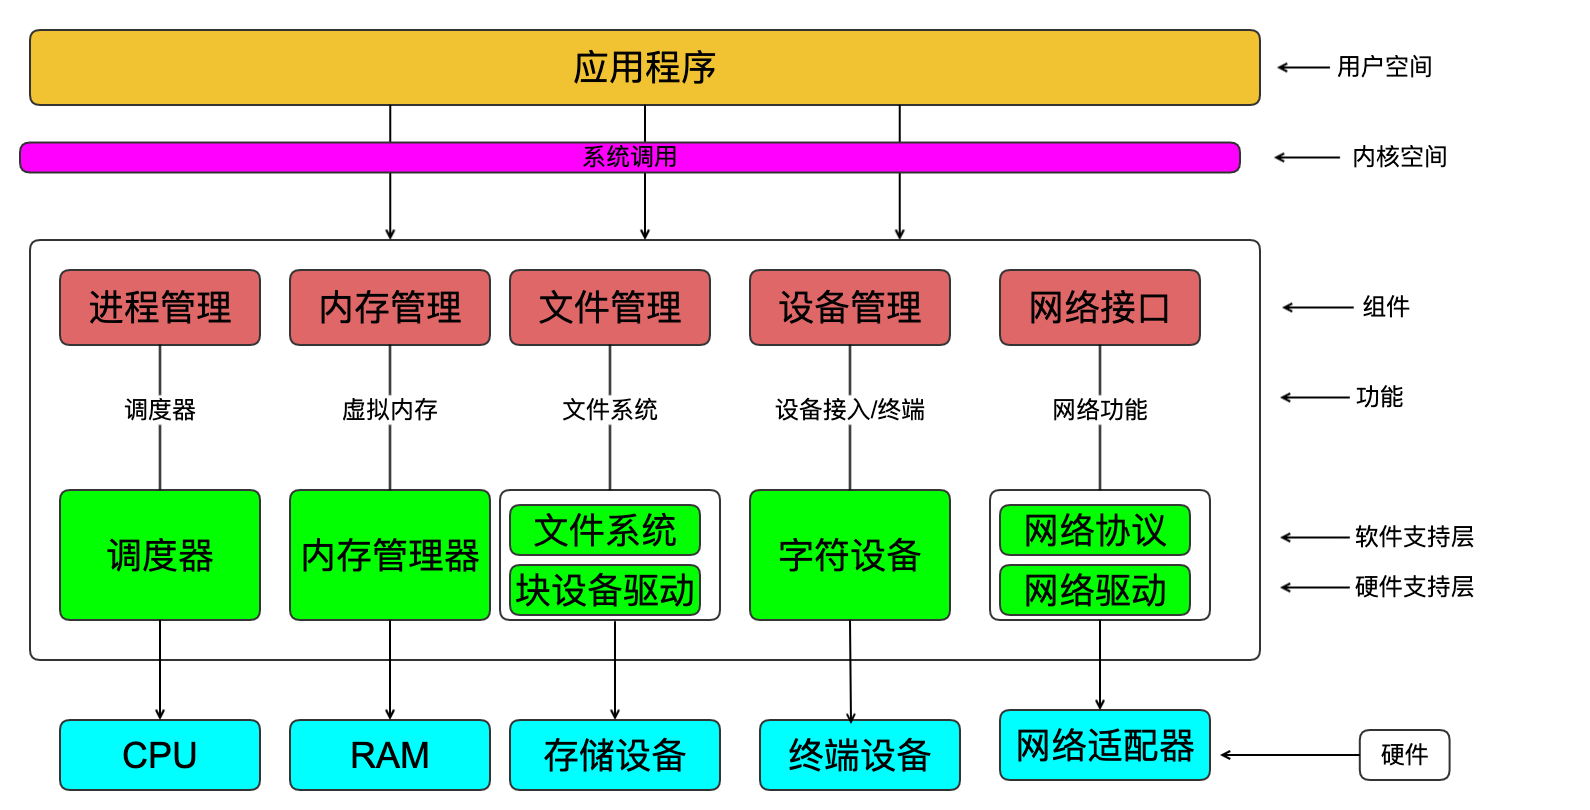 应用程序
用户空间
系统调用
内核空间
进程管理
内存管理
文件管理
设备管理
网络接口
组件
调度器
虚拟内存
文件系统
设备接入/终端
网络功能
功能
调度器
内存管理器
文件系统
块设备驱动
字符设备
网络协议
网络驱动
软件支持层
硬件支持层
CPU
RAM
存储设备
终端设备
网络适配器
硬件